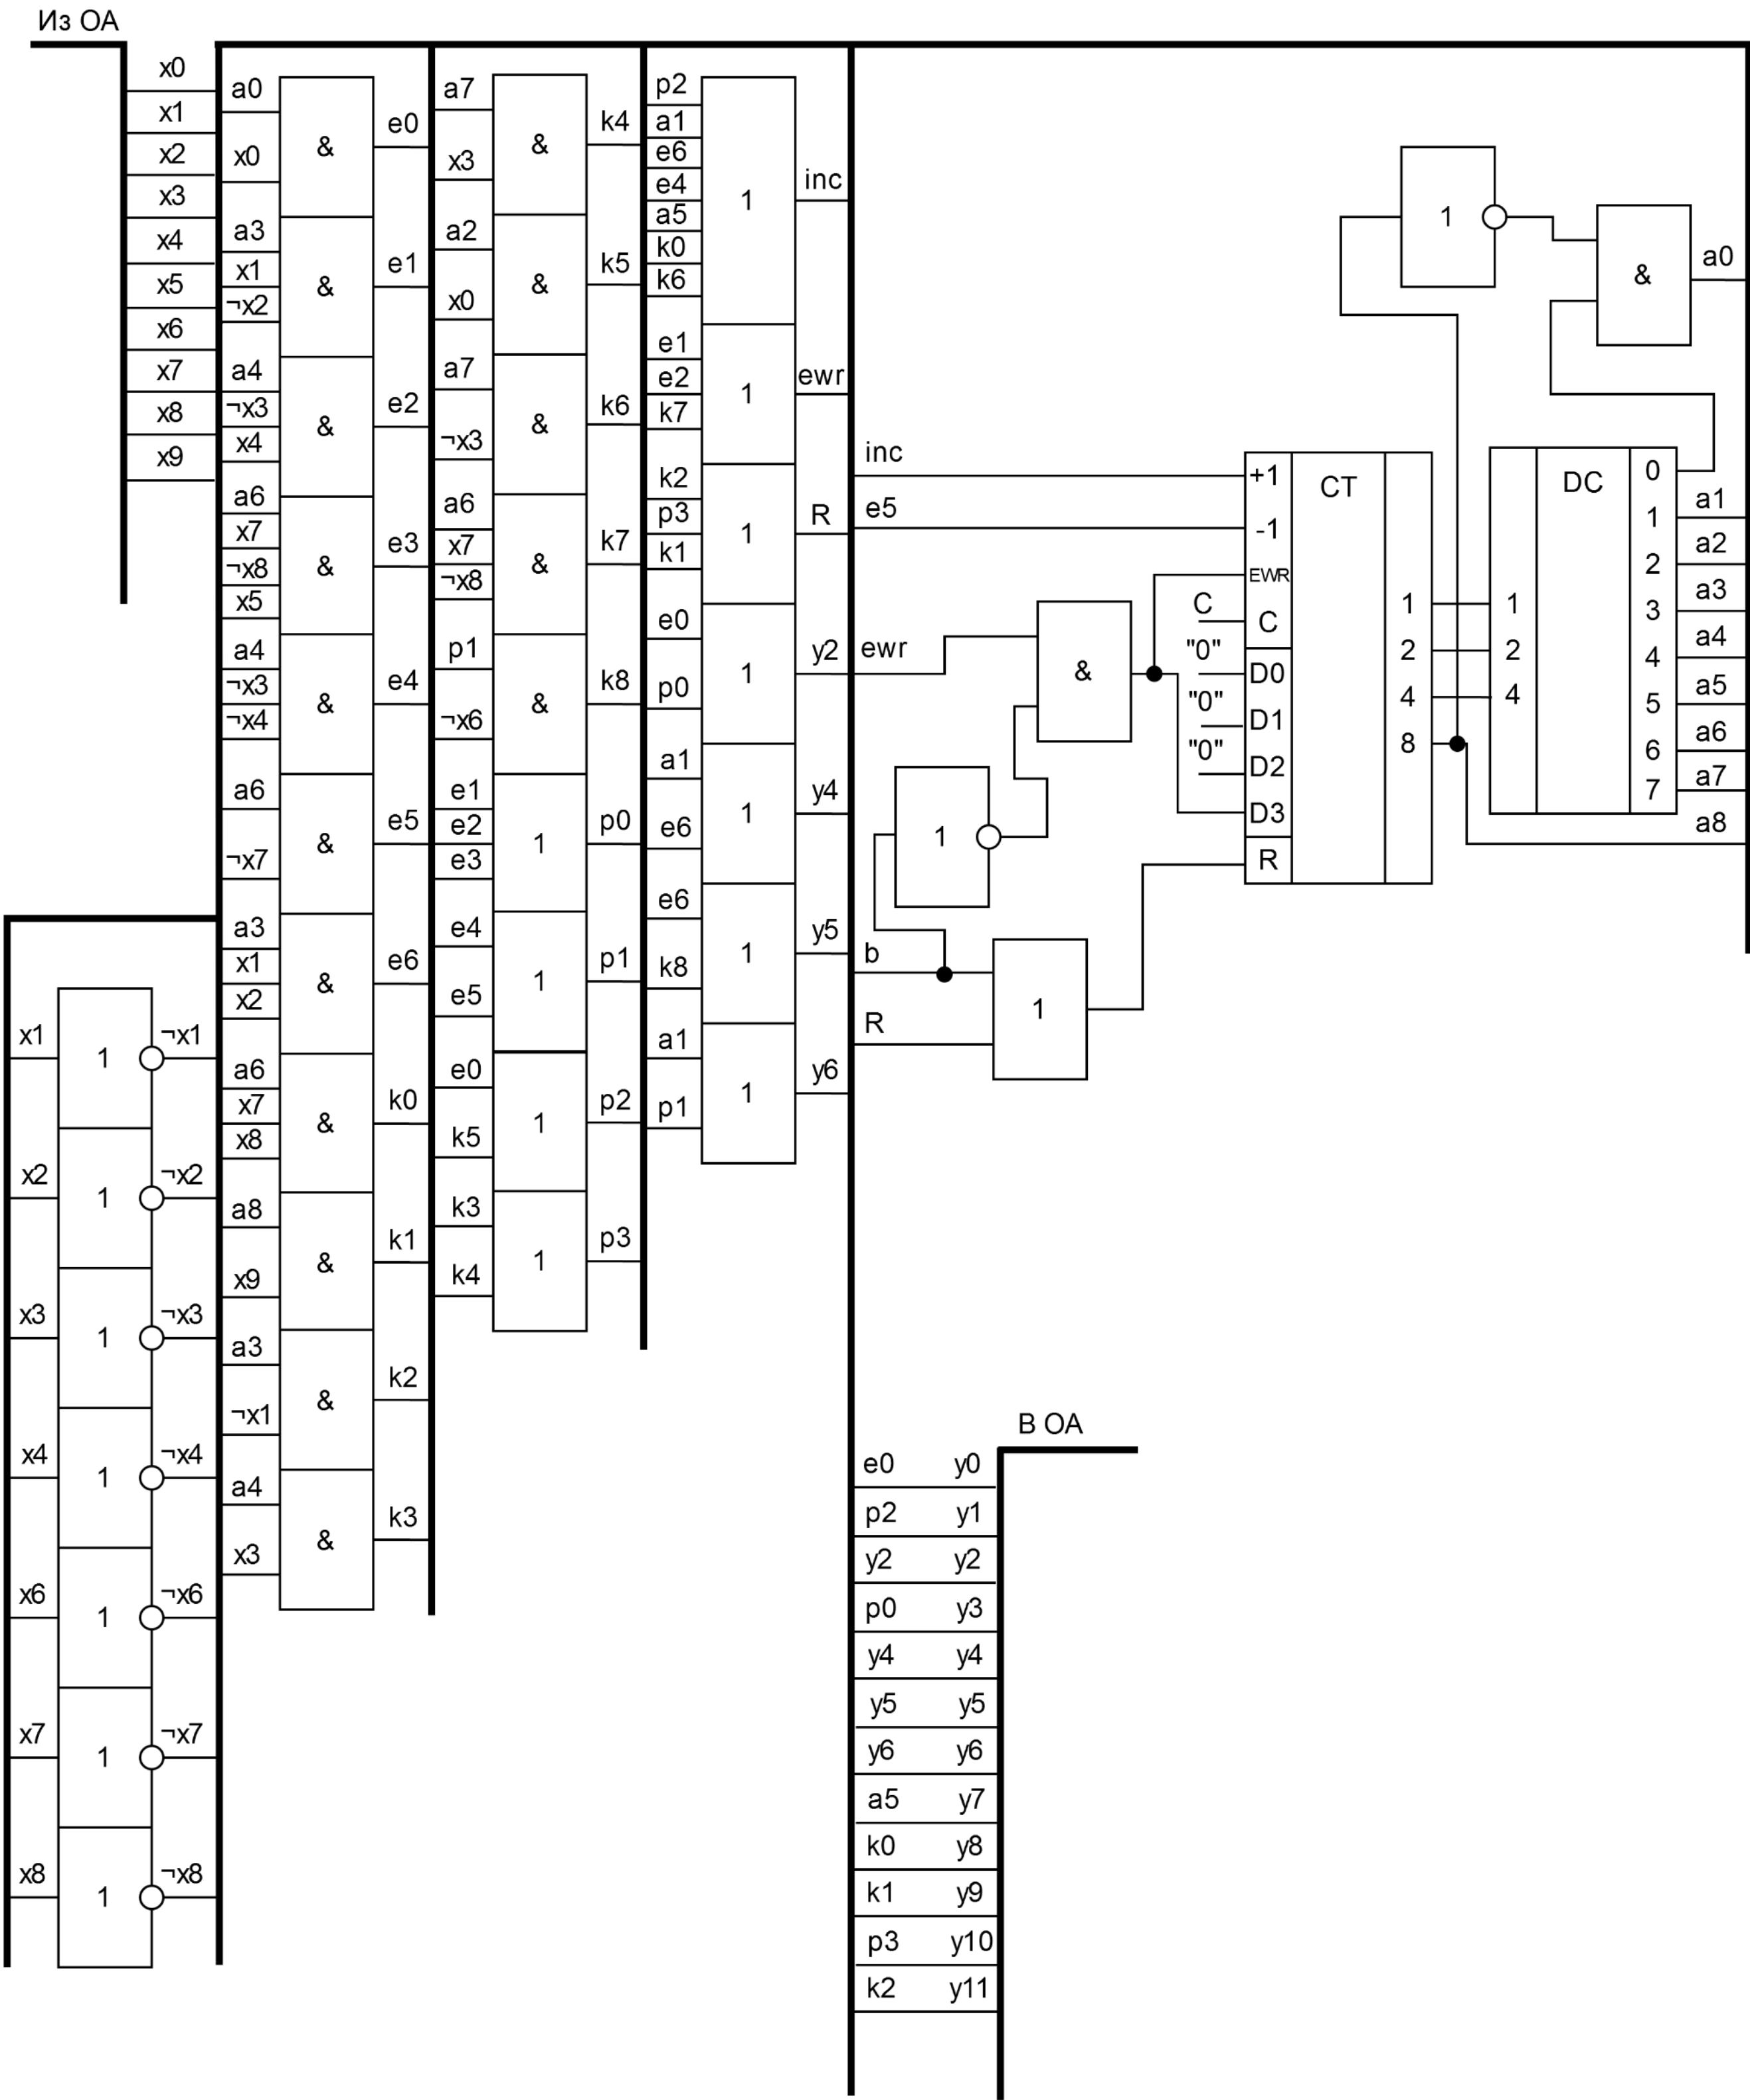 Из ОА
x0
x1
x2
x3
x4
x5
x6
x7
x8
x9
a0
x0
&
e0
a3
x1
¬x2
&
e1
a4
¬x3
x4
&
e2
a6
x7
¬x8
x5
&
e3
a4
¬x3
¬x4
&
e4
a6
¬x7
&
e5
a3
x1
x2
&
e6
a6
x7
x8
&
k0
a8
x9
&
k1
a3
¬x1
&
k2
a4
x3
&
k3
x1
1
¬x1
x2
1
¬x2
x3
1
¬x3
x4
1
¬x4
x6
1
¬x6
x7
1
¬x7
x8
1
¬x8
a7
x3
&
k4
a2
x0
&
k5
a7
¬x3
&
k6
a6
x7
¬x8
&
k7
p1
¬x6
&
k8
e1
e2
e3
1
p0
e4
e5
1
p1
e0
k5
1
p2
k3
k4
1
p3
p2
a1
e6
e4
a5
k0
k6
1
inc
e1
e2
k7
1
ewr
k2
p3
k1
1
R
e0
p0
1
y2
a1
e6
1
y4
e6
k8
1
y5
a1
p1
1
y6
inc
e5
ewr
b
R
&
1
1
C
"0"
"0"
"0"
+1
-1
EWR
C
D0
D1
D2
D3
R
CT
1
2
4
8
1
&
a0
1
2
4
DC
0
1
2
3
4
5
6
7
a1
a2
a3
a4
a5
a6
a7
a8
В ОА
e0 y0
p2 y1
y2 y2
p0 y3
y4 y4
y5 y5
y6 y6
a5 y7
k0 y8
k1 y9
p3 y10
k2 y11